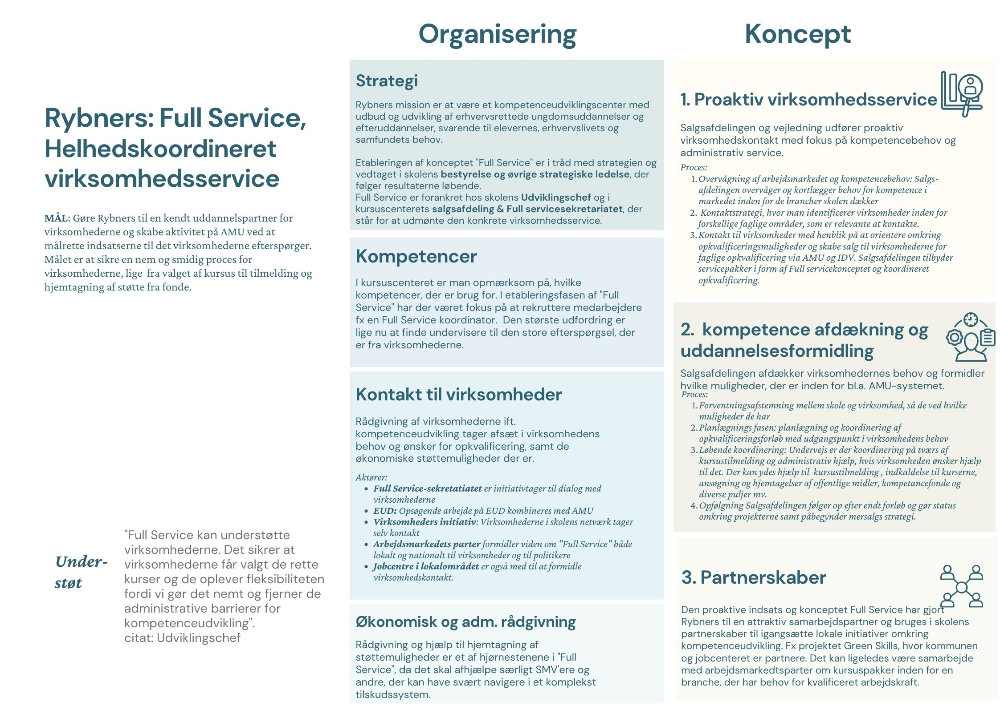 Rybners: Full Service,
Helhedskoordineret
virksomhedsservice
MÅL: Gøre Rybners til en kendt uddannelspartner for
virksomhederne og skabe aktivitet på AMU ved at
målrette indsatserne til det virksomhederne efterspørger.
Målet er at sikre en nem og smidig proces for
virksomhederne, lige  fra valget af kursus til tilmelding og
hjemtagning af støtte fra fonde.
Under-
støt
"Full Service kan understøtte
virksomhederne. Det sikrer at
virksomhederne får valgt de rette
kurser og de oplever fleksibiliteten
fordi vi gør det nemt og fjerner de
administrative barrierer for
kompetenceudvikling".
citat: Udviklingschef
Organisering
Strategi
Rybners mission er at være et kompetenceudviklingscenter med
udbud og udvikling af erhvervsrettede ungdomsuddannelser og
efteruddannelser, svarende til elevernes, erhvervslivets og
samfundets behov.
Etableringen af konceptet "Full Service" er i tråd med strategien og
vedtaget i skolens bestyrelse og øvrige strategiske ledelse, der
følger resultaterne løbende.
Full Service er forankret hos skolens Udviklingschef og i
kursuscenterets salgsafdeling & Full servicesekretariatet, der
står for at udmønte den konkrete virksomhedsservice.
Kompetencer
I kursuscenteret er man opmærksom på, hvilke
kompetencer, der er brug for. I etableringsfasen af "Full
Service" har der været fokus på at rekruttere medarbejdere
fx en Full Service koordinator.  Den største udfordring er
lige nu at finde undervisere til den store efterspørgsel, der
er fra virksomhederne.
Kontakt til virksomheder
Rådgivning af virksomhederne ift.
kompetenceudvikling tager afsæt i virksomhedens
behov og ønsker for opkvalificering, samt de
økonomiske støttemuligheder der er.
Aktører:
• Full Service-sekretatiatet er initiativtager til dialog med
virksomhederne
• EUD: Opsøgende arbejde på EUD kombineres med AMU
• Virksomheders initiativ: Virksomhederne i skolens netværk tager
selv kontakt
• Arbejdsmarkedets parter formidler viden om "Full Service" både
lokalt og nationalt til virksomheder og til politikere
• Jobcentre i lokalområdet er også med til at formidle
virksomhedskontakt.
Økonomisk og adm. rådgivning
Rådgivning og hjælp til hjemtagning af
støttemuligheder er et af hjørnestenene i "Full
Service", da det skal afhjælpe særligt SMV'ere og
andre, der kan have svært navigere i et komplekst
tilskudssystem.
Koncept
1. Proaktiv virksomhedsservice
Salgsafdelingen og vejledning udfører proaktiv
virksomhedskontakt med fokus på kompetencebehov og
administrativ service.
Proces:
1. Overvågning af arbejdsmarkedet og kompetencebehov: Salgs-
afdelingen overvåger og kortlægger behov for kompetence i
markedet inden for de brancher skolen dækker
2. Kontaktstrategi, hvor man identificerer virksomheder inden for
forskellige faglige områder, som er relevante at kontakte.
3. Kontakt til virksomheder med henblik på at orientere omkring
opkvalificeringsmuligheder og skabe salg til virksomhederne for
faglige opkvalificering via AMU og IDV. Salgsafdelingen tilbyder
servicepakker i form af Full servicekonceptet og koordineret
opkvalificering.
2.  kompetence afdækning og
uddannelsesformidling
Salgsafdelingen afdækker virksomhedernes behov og formidler
hvilke muligheder, der er inden for bl.a. AMU-systemet.
Proces:
1. Forventningsafstemning mellem skole og virksomhed, så de ved hvilke
muligheder de har
2. Planlægnings fasen: planlægning og koordinering af
opkvalificeringsforløb med udgangspunkt i virksomhedens behov
3. Løbende koordinering: Undervejs er der koordinering på tværs af
kursustilmelding og administrativ hjælp, hvis virksomheden ønsker hjælp
til det. Der kan ydes hjælp til  kursustilmelding , indkaldelse til kurserne,
ansøgning og hjemtagelser af offentlige midler, kompetancefonde og
diverse puljer mv.
4. Opfølgning Salgsafdelingen følger op efter endt forløb og gør status
omkring projekterne samt påbegynder mersalgs strategi.
3. Partnerskaber
Den proaktive indsats og konceptet Full Service har gjort
Rybners til en attraktiv samarbejdspartner og bruges i skolens
partnerskaber til igangsætte lokale initiativer omkring
kompetenceudvikling. Fx projektet Green Skills, hvor kommunen
og jobcenteret er partnere. Det kan ligeledes være samarbejde
med arbejdsmarkedtsparter om kursuspakker inden for en
branche, der har behov for kvalificeret arbejdskraft.